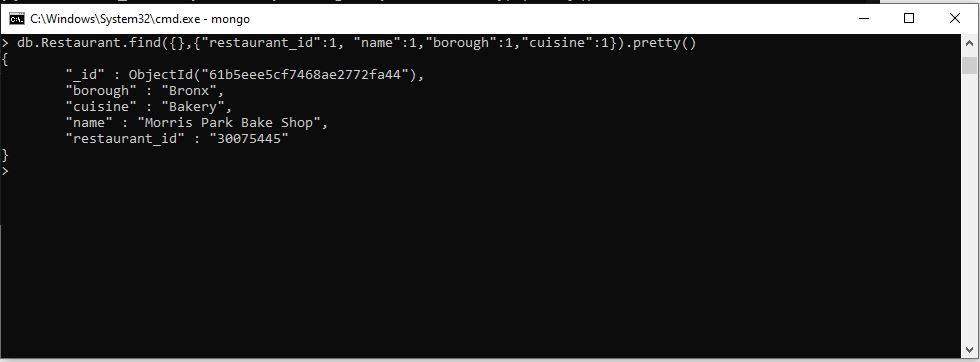 C:\Windows\System32\cmd.exe - mongo
> db.Restaurant.find({},{"restaurant_id":1, "name":1,"borough":1,"cuisine":1}).pretty()
{
"_id" : ObjectId("61b5eee5cf7468ae2772fa44"),
"borough" : "Bronx",
"cuisine" : "Bakery",
"name" : "Morris Park Bake Shop",
"restaurant_id" : "30075445"
}
>